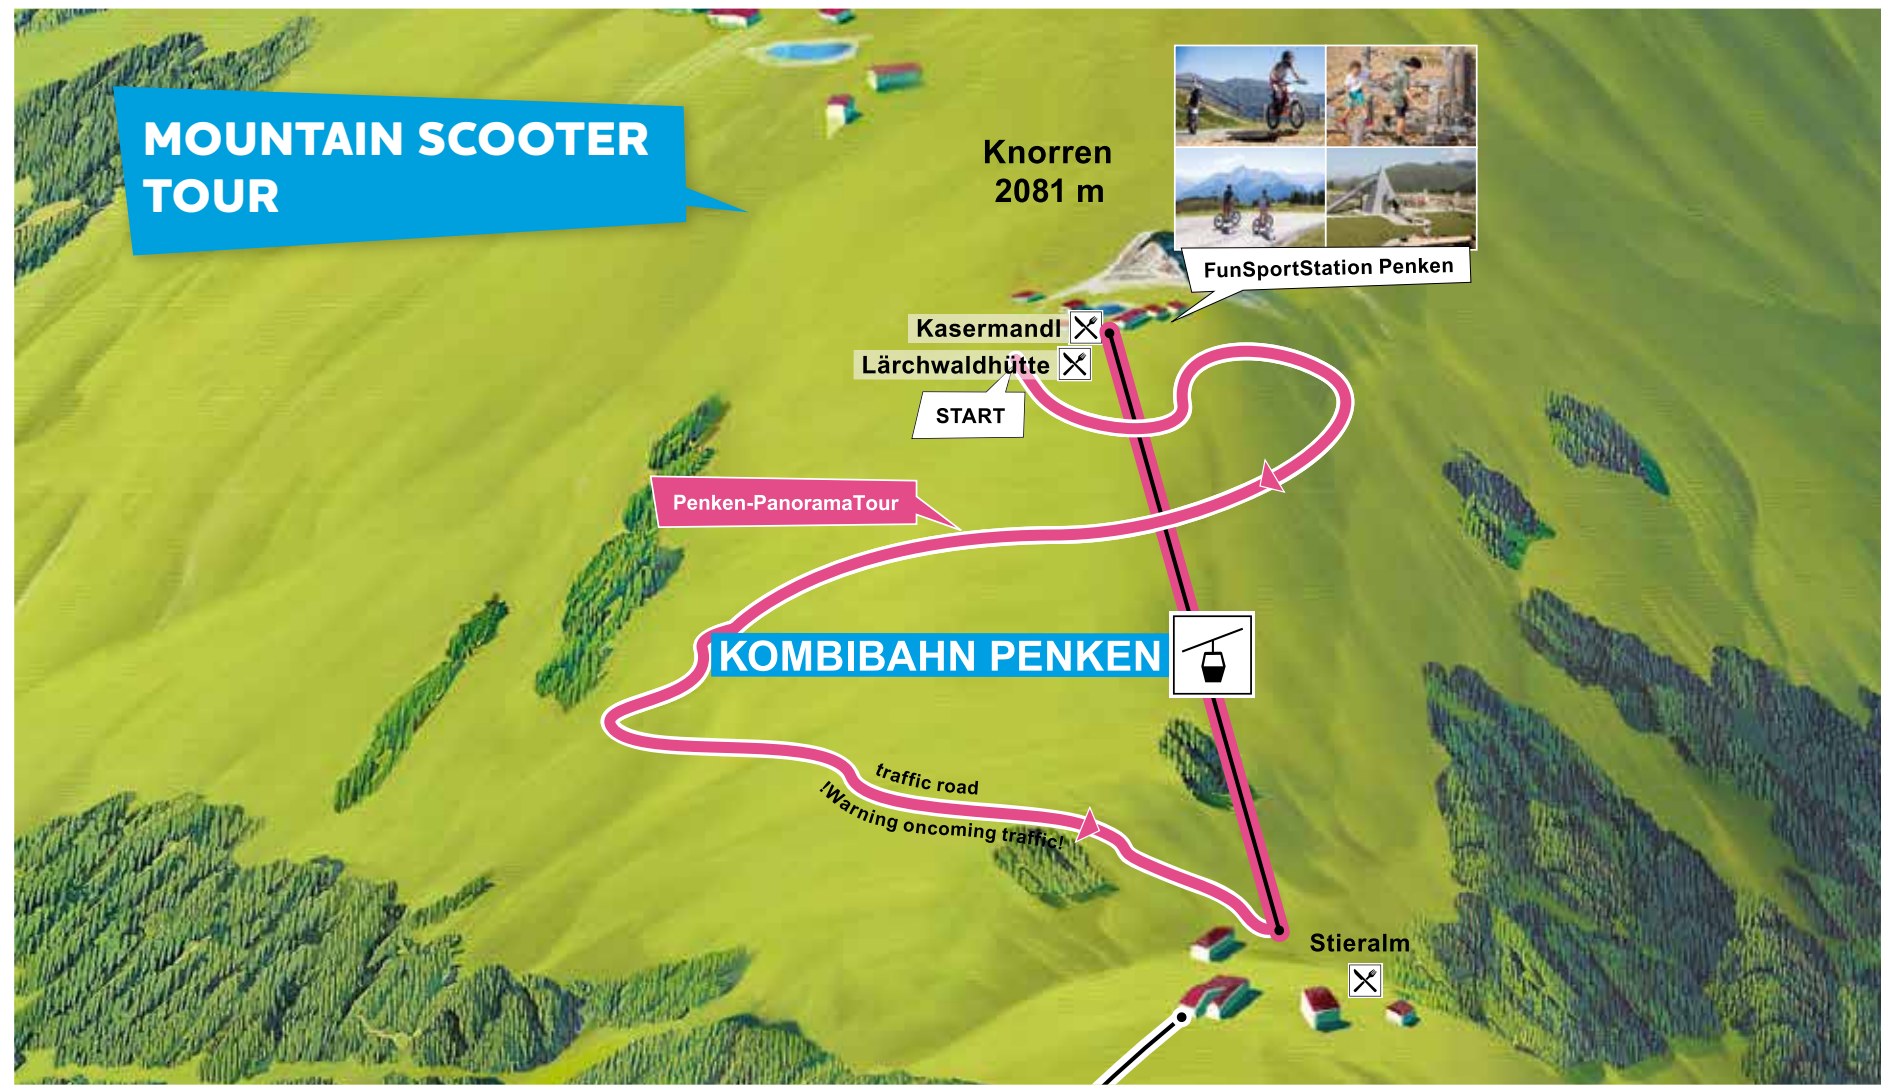 MOUNTAIN SCOOTER
TOUR
Knorren
2081 m
FunSportStation Penken
Kasermandl
Lärchwaldhütte
START
Penken-PanoramaTour
KOMBIBAHN PENKEN
traffic road
!Warning oncoming traffic!
Stieralm